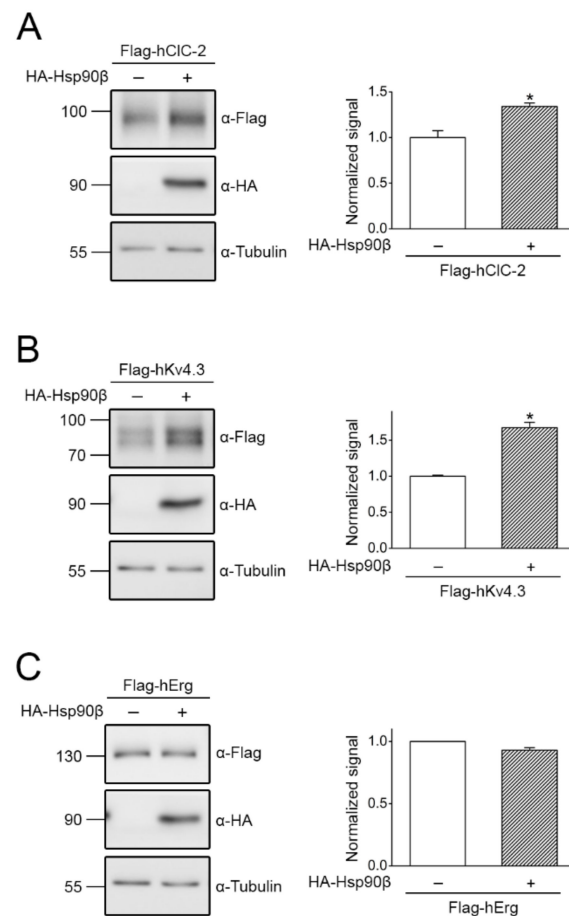 A
Flag-hClC-2
HA-Hsp90β – +
100
α-Flag
90
α-HA
55
α-Tubulin
Normalized signal
1.5
1.0
0.5
0.0
*
HA-Hsp90β – +
Flag-hClC-2
B
Flag-hKv4.3
HA-Hsp90β – +
100
70
α-Flag
90
α-HA
55
α-Tubulin
Normalized signal
1.5
1.0
0.5
0.0
*
HA-Hsp90β – +
Flag-hKv4.3
C
Flag-hErg
HA-Hsp90β – +
130
α-Flag
90
α-HA
55
α-Tubulin
Normalized signal
1.0
0.5
0.0
HA-Hsp90β – +
Flag-hErg